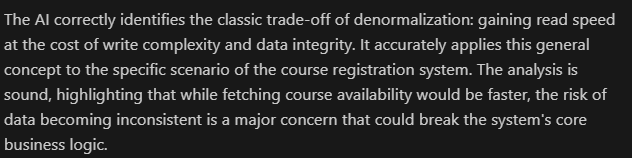 The AI correctly identifies the classic trade-off of denormalization: gaining read speed
at the cost of write complexity and data integrity. It accurately applies this general
concept to the specific scenario of the course registration system. The analysis is
sound, highlighting that while fetching course availability would be faster, the risk of
data becoming inconsistent is a major concern that could break the system's core
business logic.